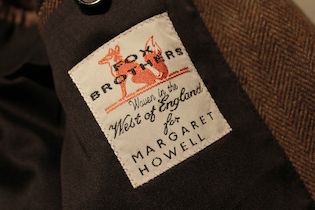 FOX
BROTHERS
Woven in the
West of England
for
MARGARET
HOWELL